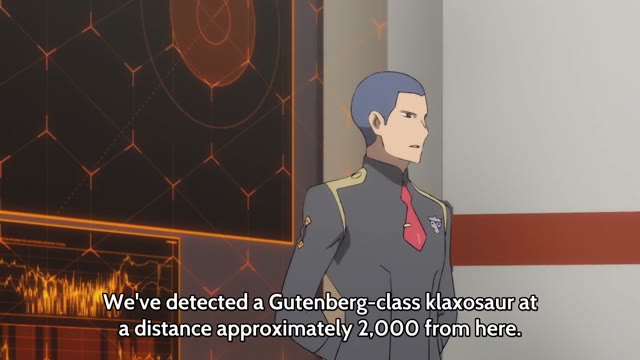 We've detected a Gutenberg-class klaxosaur at
a distance approximately 2,000 from here.